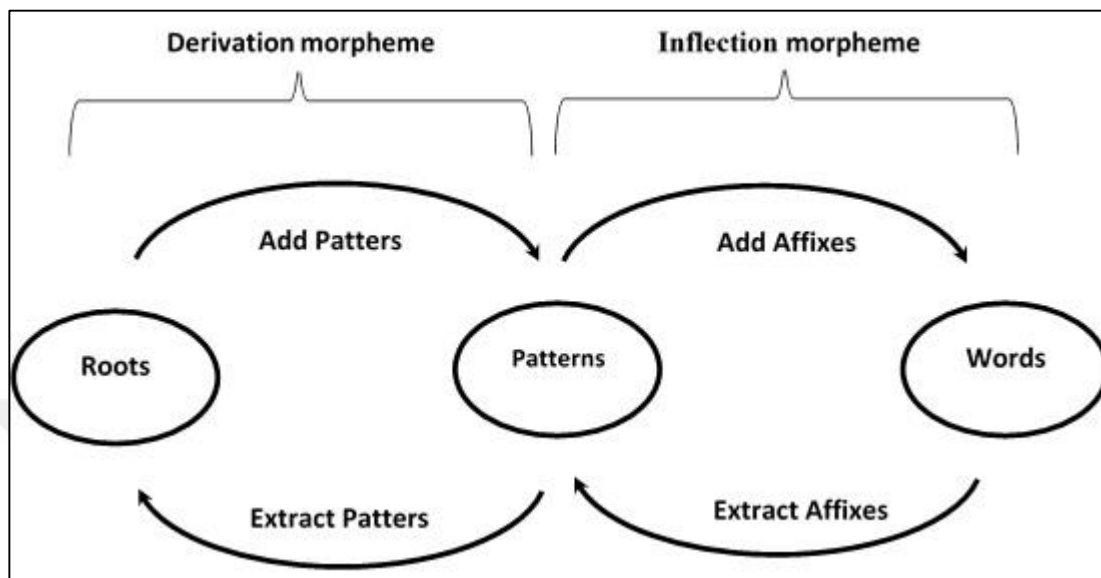 Derivation morpheme
Inflection morpheme
Add Patters
Add Affixes
Roots
Patterns
Words
Extract Patters
Extract Affixes